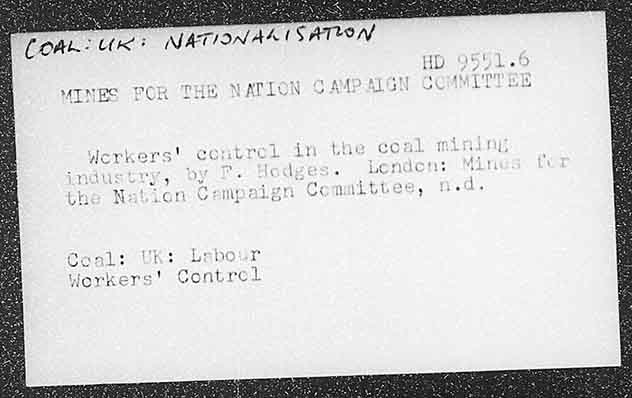 COAL: UK: NATIONALISATION
HD 9551.6
MINES FOR THE NATION CAMPAIGN COMMITTEE
Workers' control in the coal mining
industry, by F. Hodges. London: Mines for
the Nation Campaign Committee, n.d.
Coal: UK: Labour
Workers' Control